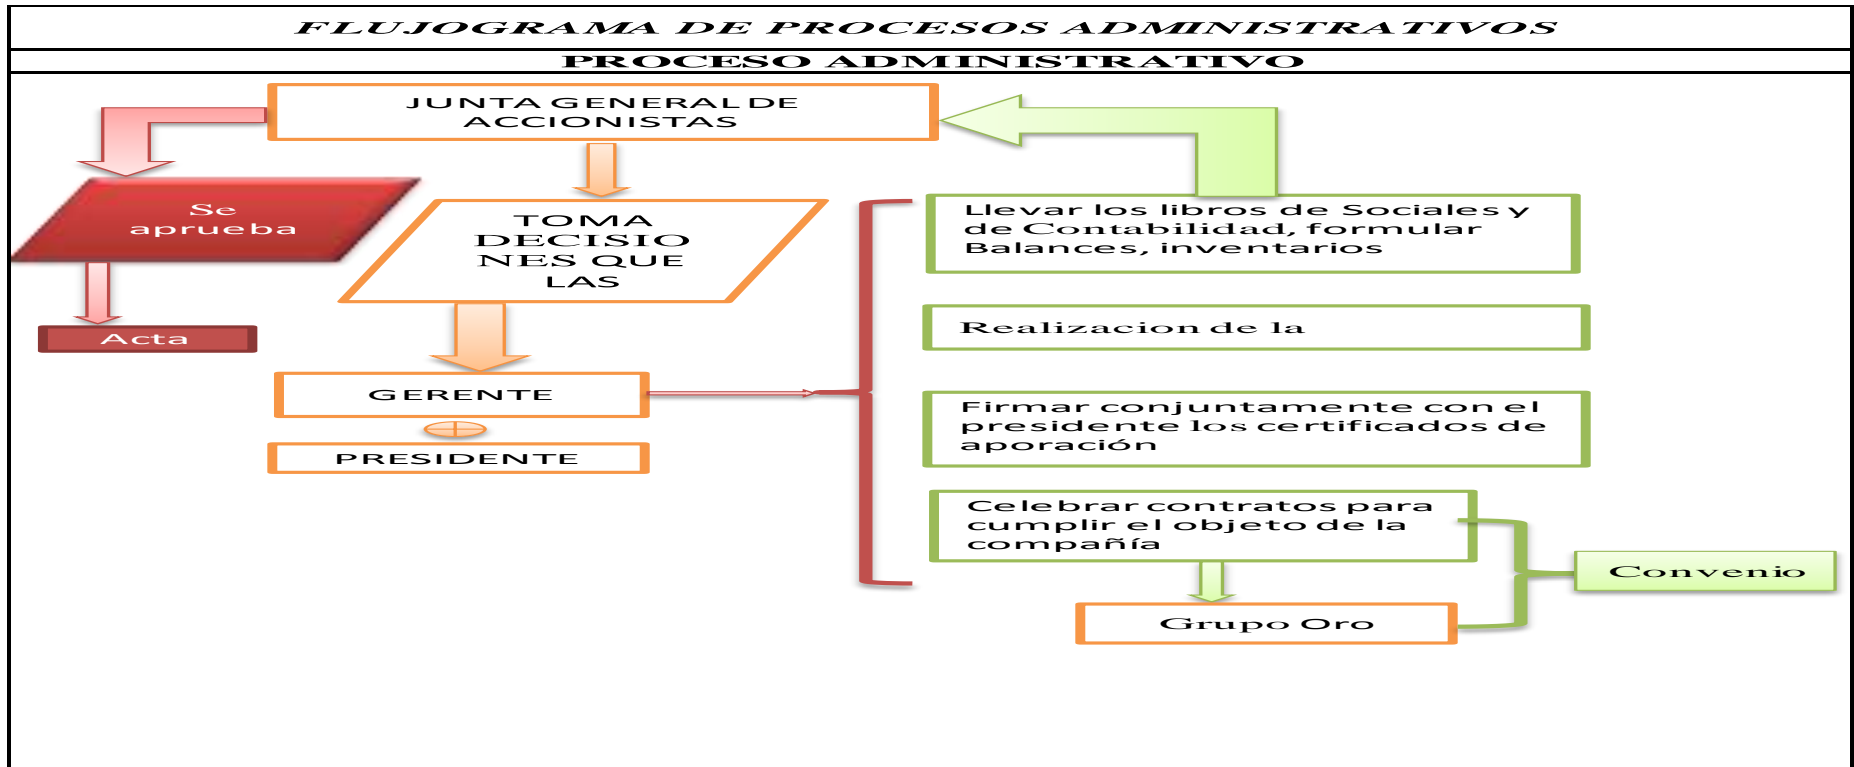 FLUJOGRAMA DE PROCESOS ADMINISTRATIVOS
PROCESO ADMINISTRATIVO
JUNTA GENERAL DE
ACCIONISTAS
Se
aprueba
Acta
TOMA
DECISIO
NES QUE
LAS
GERENTE
PRESIDENTE
Llevar los libros de Sociales y
de Contabilidad, formular
Balances, inventarios
Realizacion de la
Firmar conjuntamente con el
presidente los certificados de
aporación
Celebrar contratos para
cumplir el objeto de la
compañía
Grupo Oro
Convenio